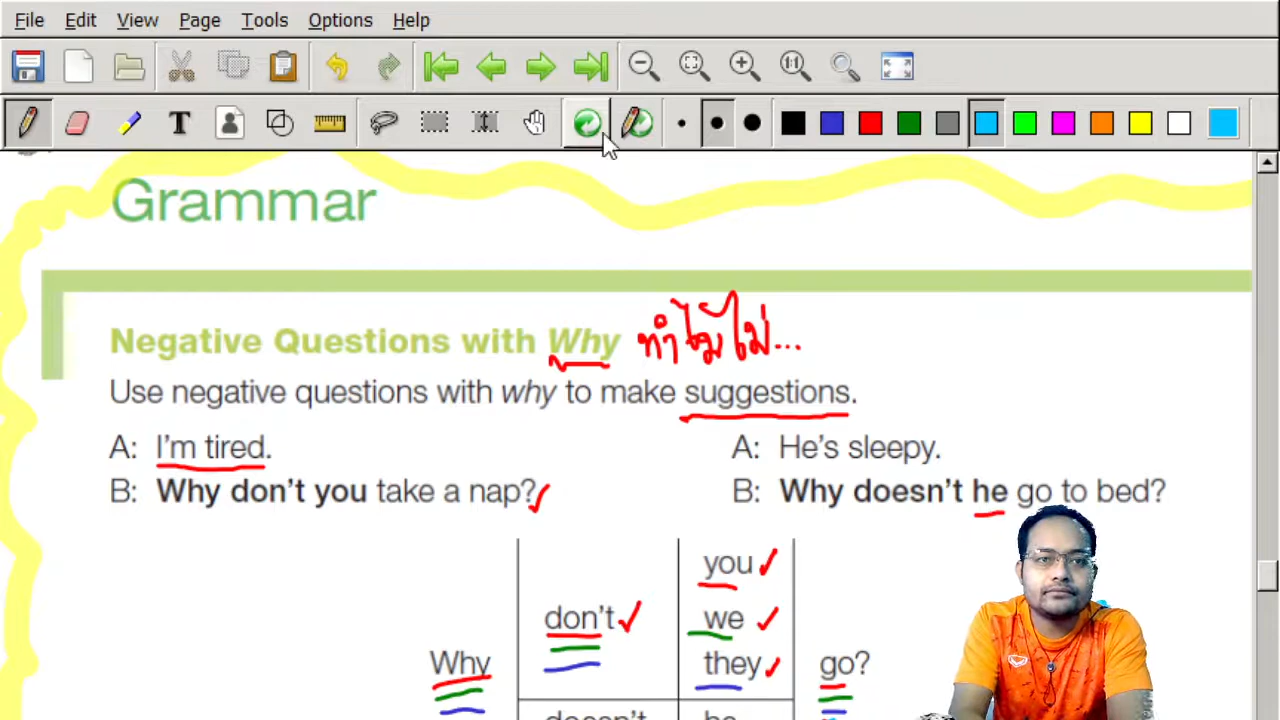 File Edit View Page Tools Options Help
Grammar
Negative Questions with Why ทำไมไม่...
Use negative questions with why to make suggestions.
A: I'm tired.
B: Why don't you take a nap?
A: He's sleepy.
B: Why doesn't he go to bed?
you
don't we
Why they go?
doesn't he